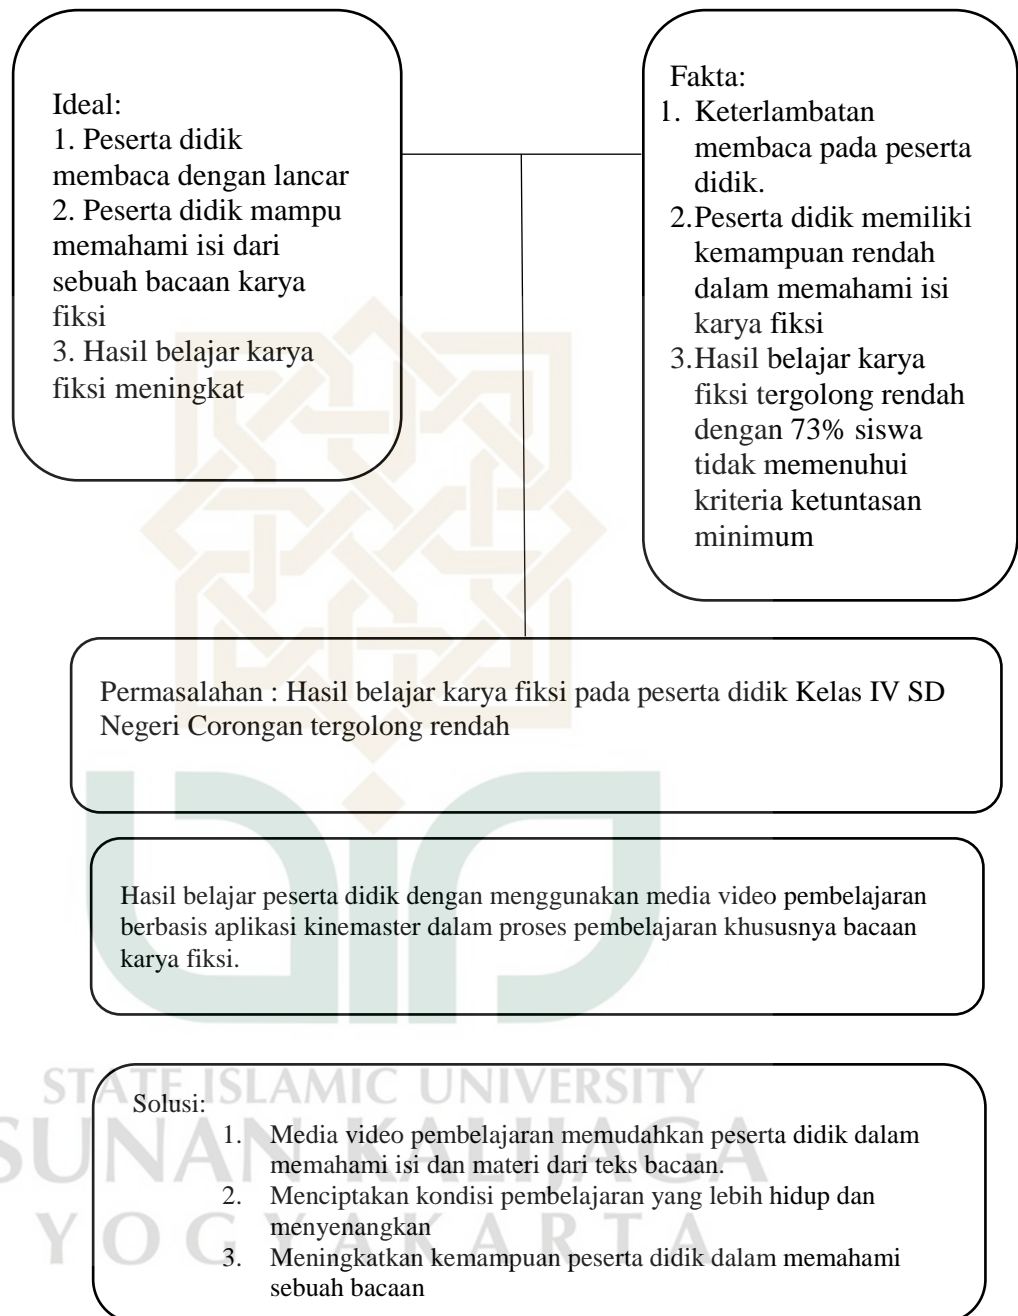 Ideal:
1. Peserta didik
membaca dengan lancar
2. Peserta didik mampu
memahami isi dari
sebuah bacaan karya
fiksi
3. Hasil belajar karya
fiksi meningkat
Fakta:
1. Keterlambatan
membaca pada peserta
didik.
2.Peserta didik memiliki
kemampuan rendah
dalam memahami isi
karya fiksi
3.Hasil belajar karya
fiksi tergolong rendah
dengan 73% siswa
tidak memenuhui
kriteria ketuntasan
minimum
Permasalahan : Hasil belajar karya fiksi pada peserta didik Kelas IV SD
Negeri Corongan tergolong rendah
Hasil belajar peserta didik dengan menggunakan media video pembelajaran
berbasis aplikasi kinemaster dalam proses pembelajaran khususnya bacaan
karya fiksi.
STATE ISLAMIC UNIVERSITY
SUNAN KALIJAGA
YOGYAKARTA
Solusi:
1. Media video pembelajaran memudahkan peserta didik dalam
memahami isi dan materi dari teks bacaan.
2. Menciptakan kondisi pembelajaran yang lebih hidup dan
menyenangkan
3. Meningkatkan kemampuan peserta didik dalam memahami
sebuah bacaan